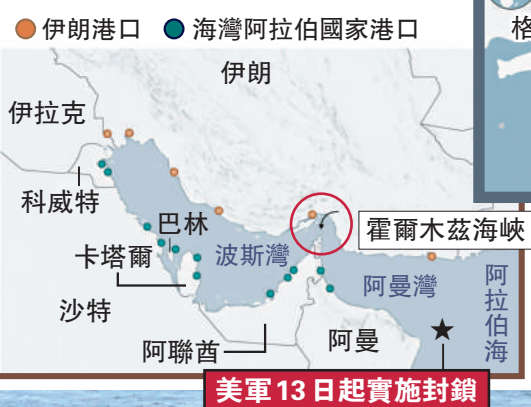 伊朗港口 海灣阿拉伯國家港口
格
伊朗
伊拉克
科威特
巴林
霍爾木茲海峽
卡塔爾
波斯灣
阿曼灣
阿拉伯海
沙特
阿聯酋
阿曼
美軍13日起實施封鎖